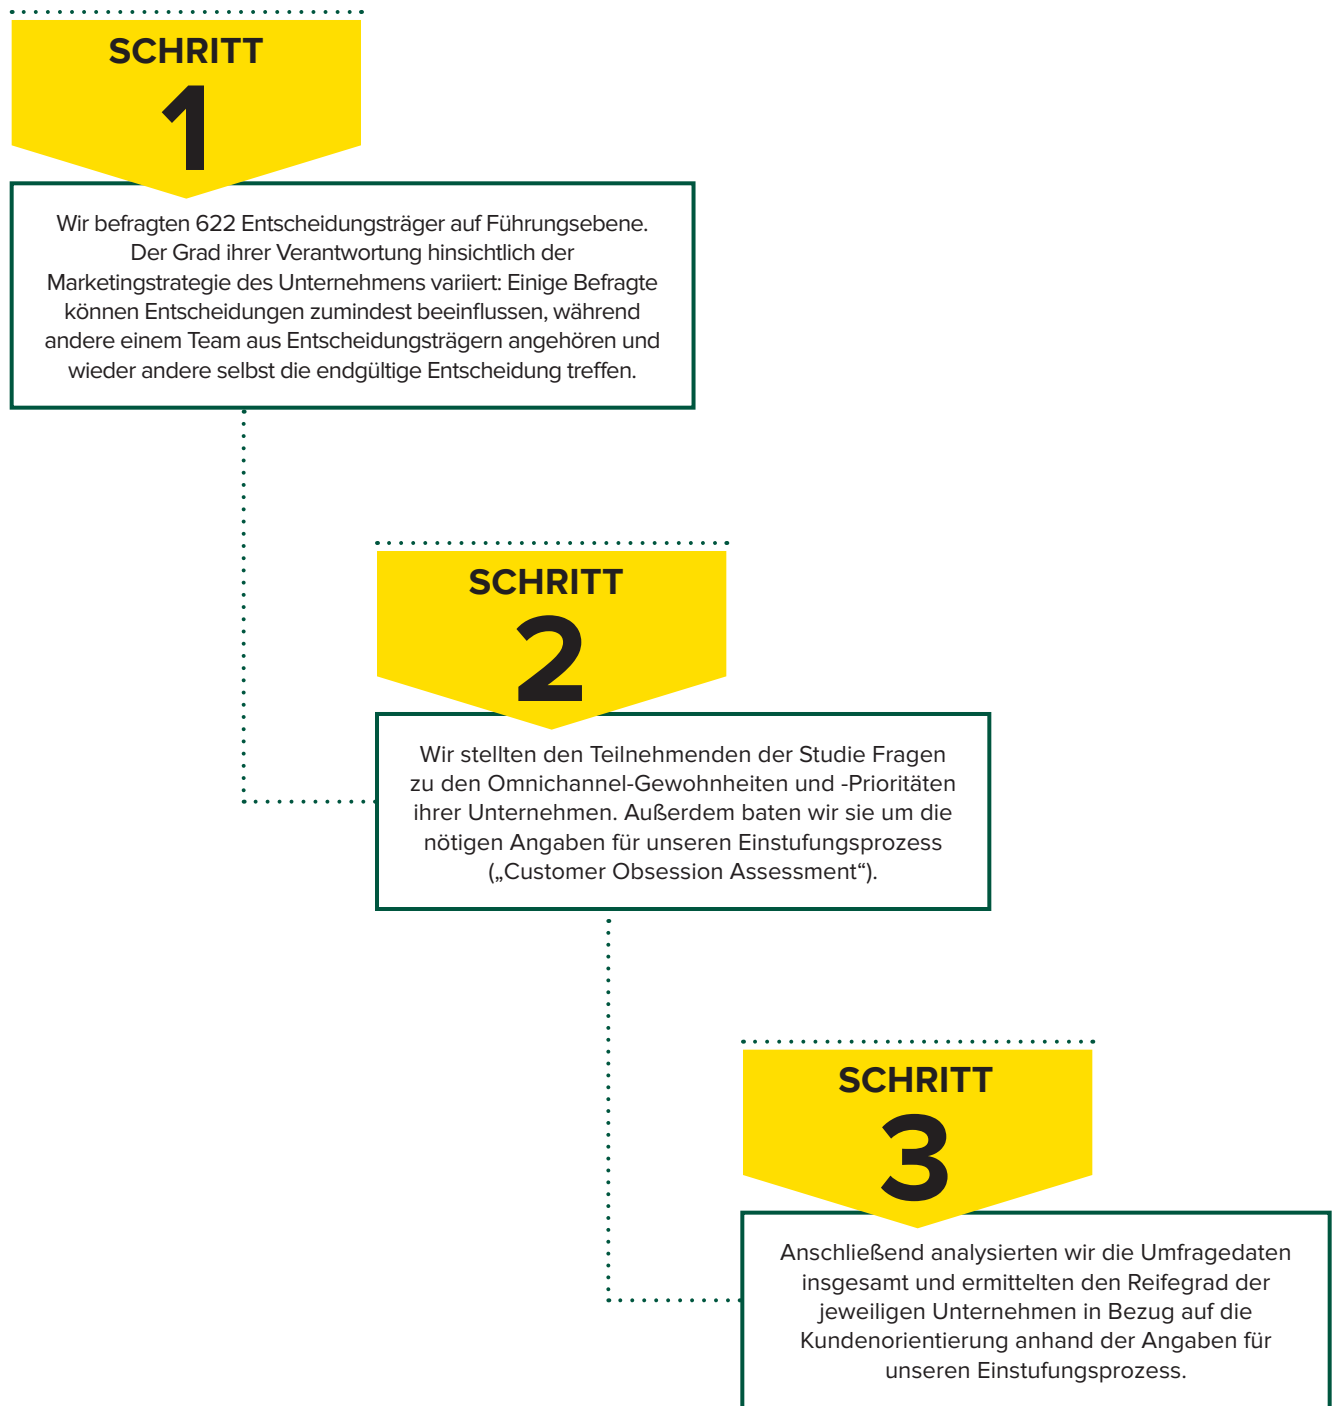 SCHRITT
1
Wir befragten 622 Entscheidungsträger auf Führungsebene.
Der Grad ihrer Verantwortung hinsichtlich der
Marketingstrategie des Unternehmens variiert: Einige Befragte
können Entscheidungen zumindest beeinflussen, während
andere einem Team aus Entscheidungsträgern angehören und
wieder andere selbst die endgültige Entscheidung treffen.
SCHRITT
2
Wir stellten den Teilnehmenden der Studie Fragen
zu den Omnichannel-Gewohnheiten und -Prioritäten
ihrer Unternehmen. Außerdem baten wir sie um die
nötigen Angaben für unseren Einstufungsprozess
(„Customer Obsession Assessment“).
SCHRITT
3
Anschließend analysierten wir die Umfragedaten
insgesamt und ermittelten den Reifegrad der
jeweiligen Unternehmen in Bezug auf die
Kundenorientierung anhand der Angaben für
unseren Einstufungsprozess.